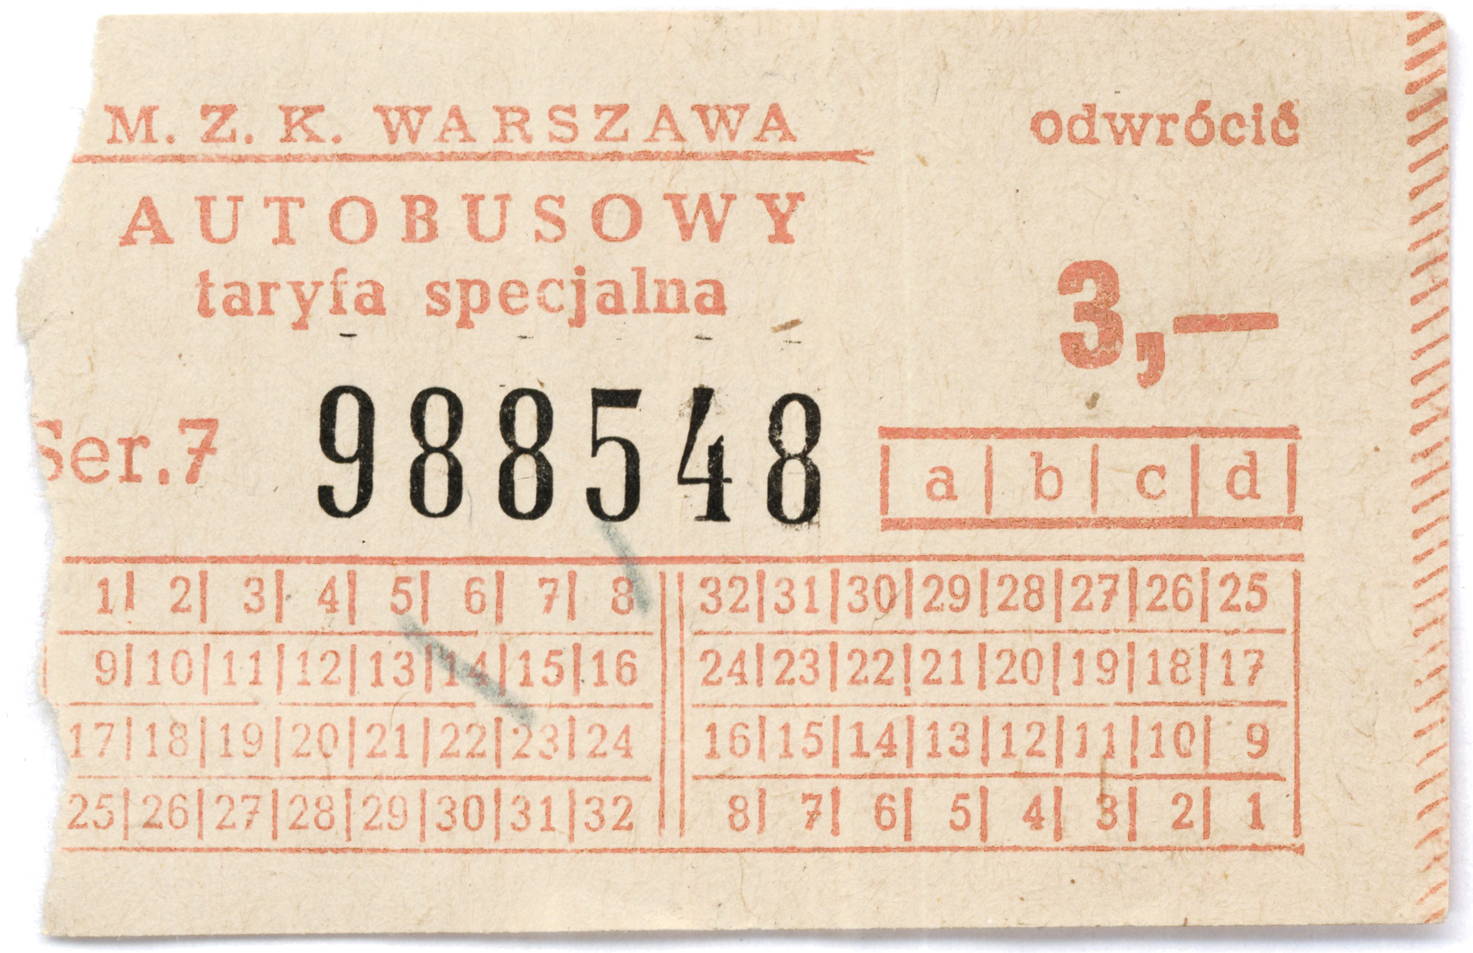 M. Z. K. WARSZAWA
odwrócić
AUTOBUSOWY
taryfa specjalna
3,—
Ser.7 988548
a | b | c | d
1| 2| 3| 4| 5| 6| 7| 8 || 32|31|30|29|28|27|26|25
9|10|11|12|13|14|15|16 || 24|23|22|21|20|19|18|17
17|18|19|20|21|22|23|24 || 16|15|14|13|12|11|10| 9
25|26|27|28|29|30|31|32 || 8| 7| 6| 5| 4| 3| 2| 1